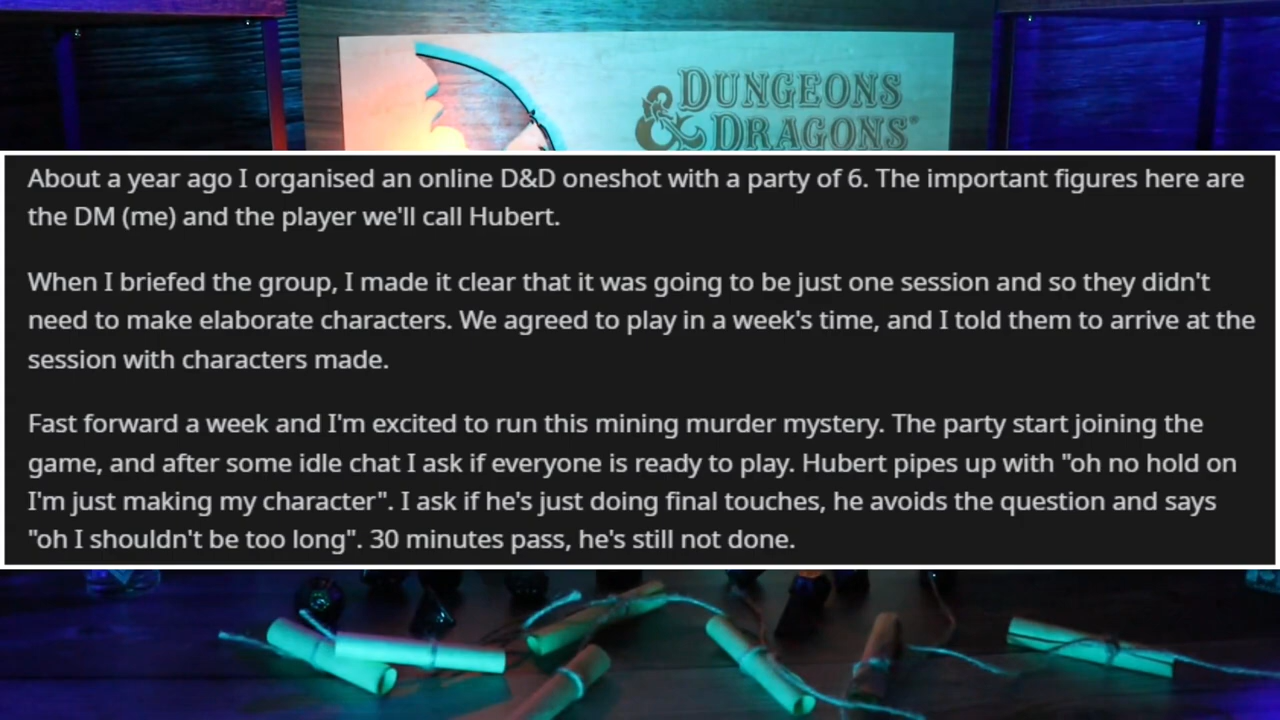 DUNGEONS
& DRAGONS®
About a year ago I organised an online D&D oneshot with a party of 6. The important figures here are
the DM (me) and the player we'll call Hubert.
When I briefed the group, I made it clear that it was going to be just one session and so they didn't
need to make elaborate characters. We agreed to play in a week's time, and I told them to arrive at the
session with characters made.
Fast forward a week and I'm excited to run this mining murder mystery. The party start joining the
game, and after some idle chat I ask if everyone is ready to play. Hubert pipes up with "oh no hold on
I'm just making my character". I ask if he's just doing final touches, he avoids the question and says
"oh I shouldn't be too long". 30 minutes pass, he's still not done.